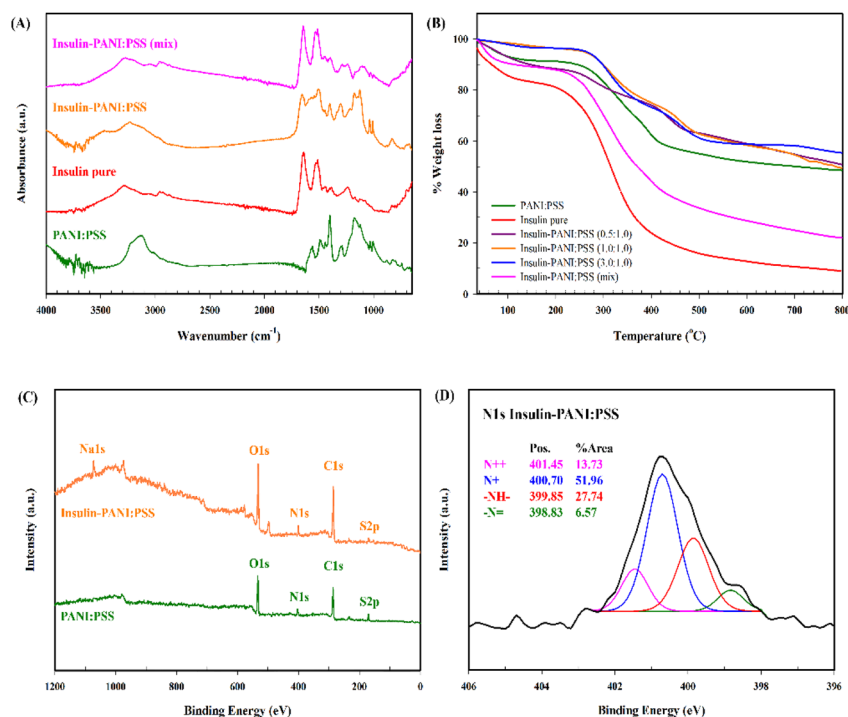 (A)
Insulin-PANI:PSS (mix)
Insulin-PANI:PSS
Insulin pure
PANI:PSS
Absorbance (a.u.)
4000 3500 3000 2500 2000 1500 1000
Wavenumber (cm⁻¹)
(B)
% Weight loss
100
80
60
40
20
0
PANI:PSS
Insulin pure
Insulin-PANI:PSS (0.5:1.0)
Insulin-PANI:PSS (1.0:1.0)
Insulin-PANI:PSS (3.0:1.0)
Insulin-PANI:PSS (mix)
100 200 300 400 500 600 700 800
Temperature (°C)
(C)
Na1s
O1s
C1s
N1s
S2p
Insulin-PANI:PSS
O1s
C1s
N1s
S2p
PANI:PSS
Intensity (a.u.)
1200 1000 800 600 400 200 0
Binding Energy (eV)
(D)
N1s Insulin-PANI:PSS
Pos. %Area
N++ 401.45 13.73
N+ 400.70 51.96
-NH- 399.85 27.74
-N= 398.83 6.57
Intensity (a.u.)
406 404 402 400 398 396
Binding Energy (eV)